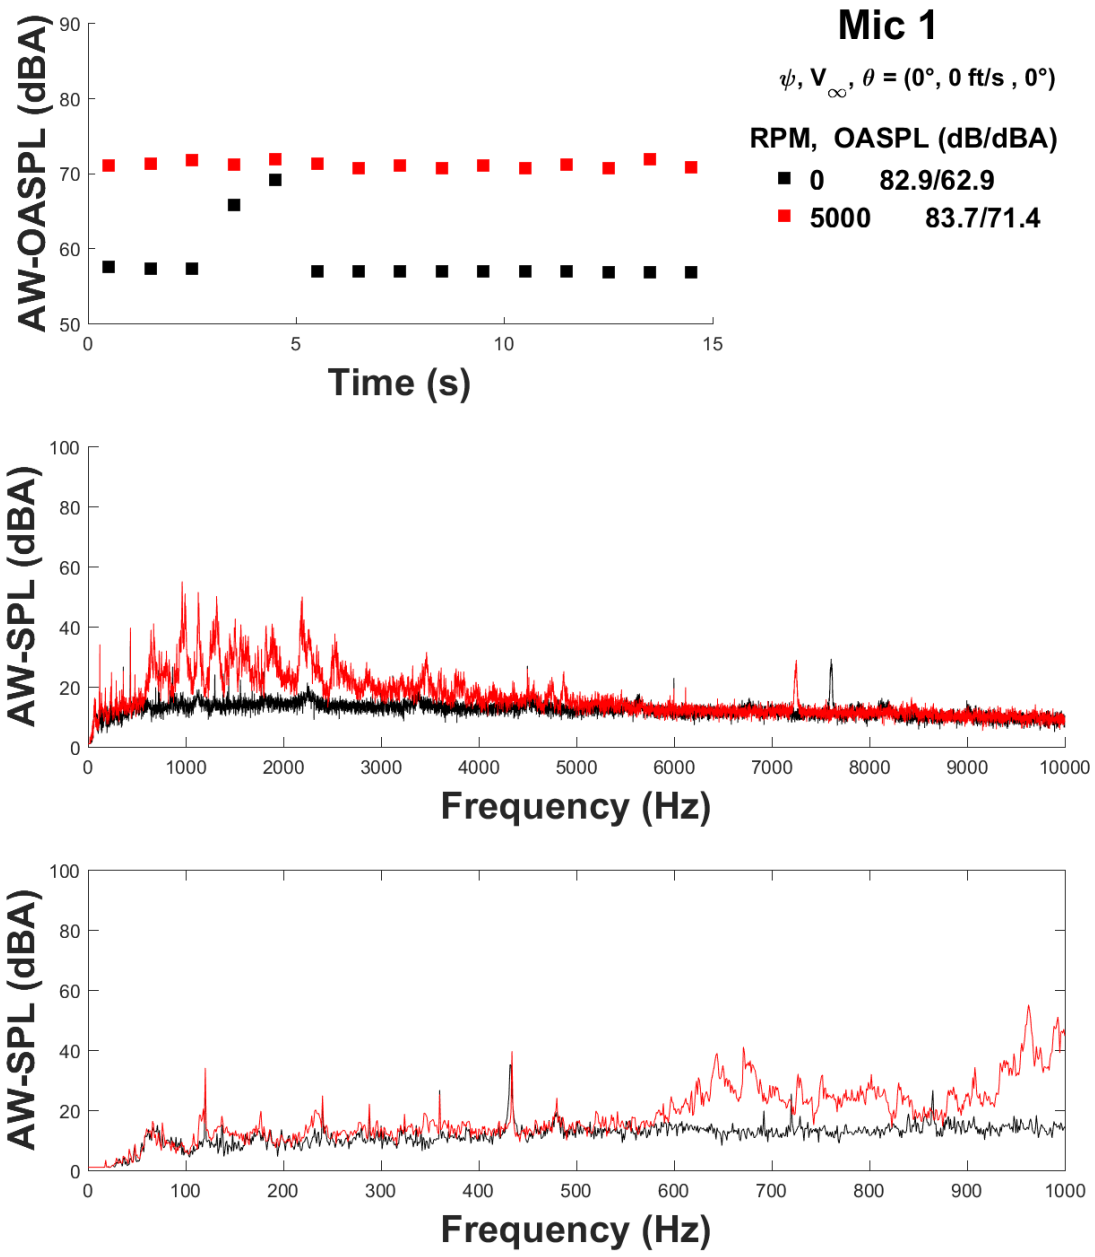 Mic 1
ψ, V∞, θ = (0°, 0 ft/s , 0°)
RPM, OASPL (dB/dBA)
0 82.9/62.9
5000 83.7/71.4
AW-OASPL (dBA)
90
80
70
60
50
0 5 10 15
Time (s)
AW-SPL (dBA)
100
80
60
40
20
0
0 1000 2000 3000 4000 5000 6000 7000 8000 9000 10000
Frequency (Hz)
AW-SPL (dBA)
100
80
60
40
20
0
0 100 200 300 400 500 600 700 800 900 1000
Frequency (Hz)